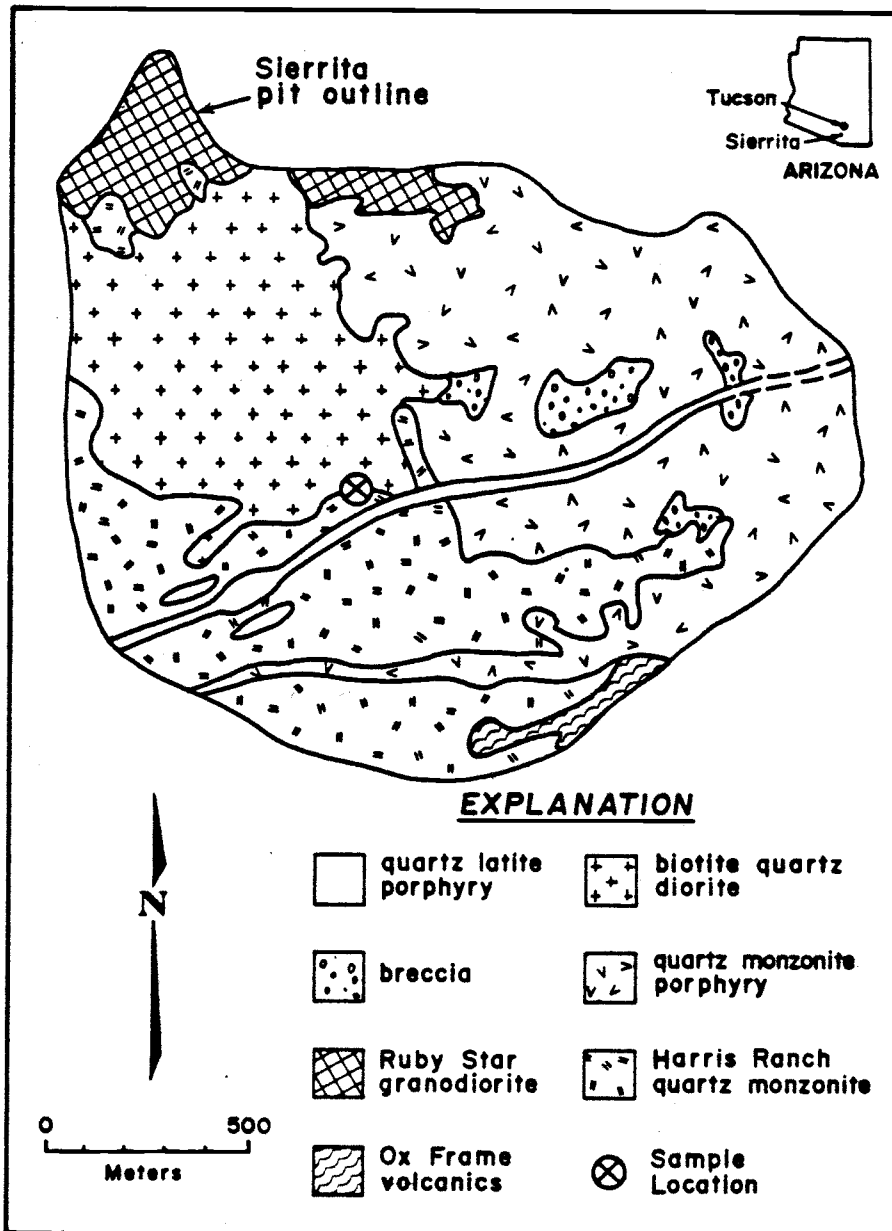 Sierrita
pit outline
Tucson
Sierrita
ARIZONA
EXPLANATION
quartz latite
porphyry
biotite quartz
diorite
breccia
quartz monzonite
porphyry
Ruby Star
granodiorite
Harris Ranch
quartz monzonite
Ox Frame
volcanics
Sample
Location
N
0 500
Meters